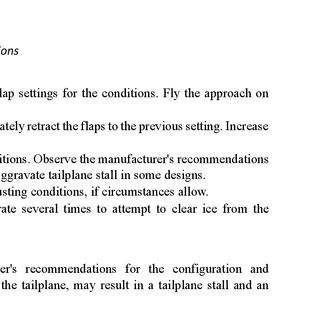 ions
lap settings for the conditions. Fly the approach on
ately retract the flaps to the previous setting. Increase
itions. Observe the manufacturer's recommendations
ggravate tailplane stall in some designs.
usting conditions, if circumstances allow.
rate several times to attempt to clear ice from the
er's recommendations for the configuration and
the tailplane, may result in a tailplane stall and an